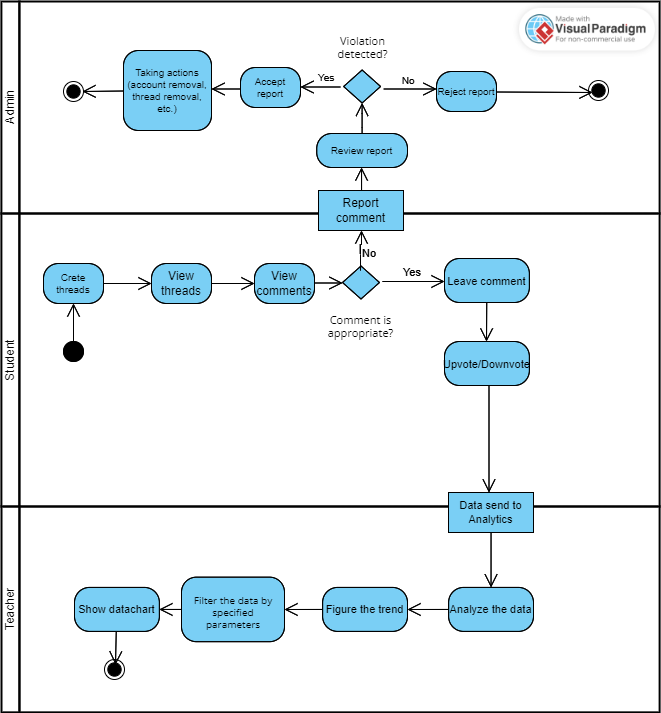 Made with
VisualParadigm
For non-commercial use
Admin
Violation
detected?
Taking actions
(account removal,
thread removal,
etc.)
Accept
report
Yes
No
Reject report
Review report
Report
comment
Student
No
Crete
threads
View
threads
View
comments
Yes
Leave comment
Comment is
appropriate?
Upvote/Downvote
Data send to
Analytics
Teacher
Show datachart
Filter the data by
specified
parameters
Figure the trend
Analyze the data